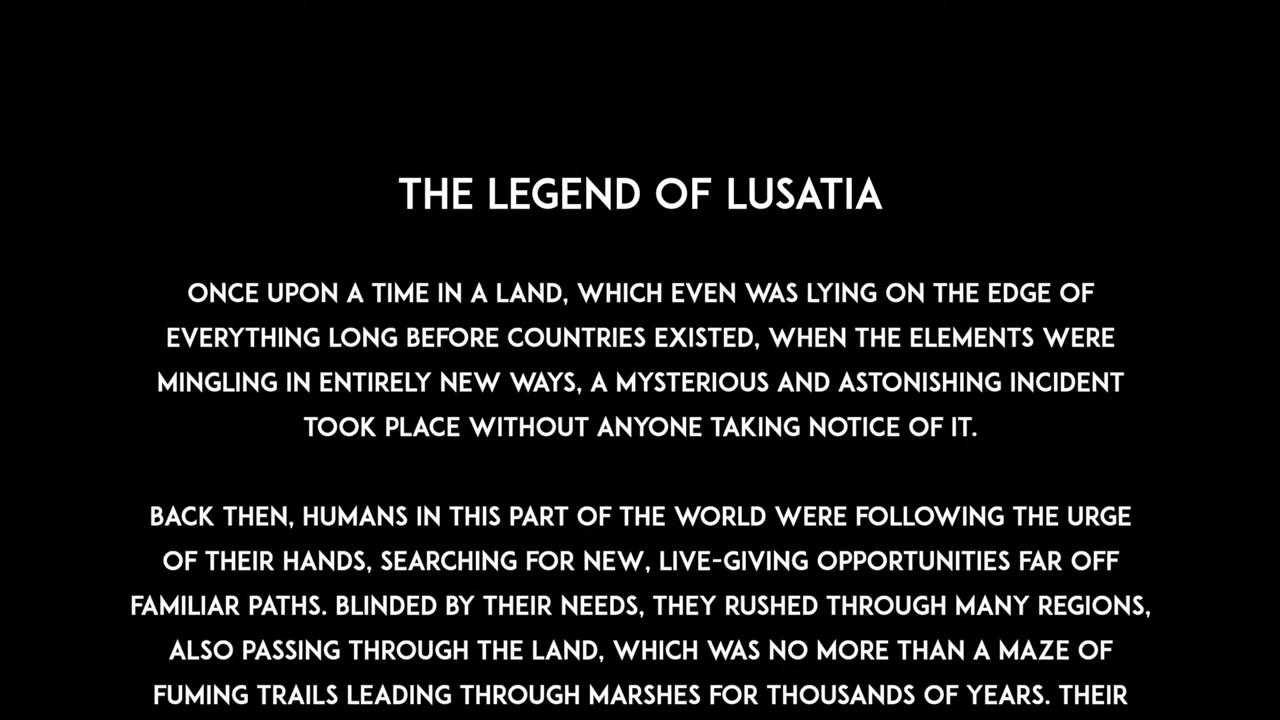 THE LEGEND OF LUSATIA
ONCE UPON A TIME IN A LAND, WHICH EVEN WAS LYING ON THE EDGE OF
EVERYTHING LONG BEFORE COUNTRIES EXISTED, WHEN THE ELEMENTS WERE
MINGLING IN ENTIRELY NEW WAYS, A MYSTERIOUS AND ASTONISHING INCIDENT
TOOK PLACE WITHOUT ANYONE TAKING NOTICE OF IT.
BACK THEN, HUMANS IN THIS PART OF THE WORLD WERE FOLLOWING THE URGE
OF THEIR HANDS, SEARCHING FOR NEW, LIVE-GIVING OPPORTUNITIES FAR OFF
FAMILIAR PATHS. BLINDED BY THEIR NEEDS, THEY RUSHED THROUGH MANY REGIONS,
ALSO PASSING THROUGH THE LAND, WHICH WAS NO MORE THAN A MAZE OF
FUMING TRAILS LEADING THROUGH MARSHES FOR THOUSANDS OF YEARS. THEIR